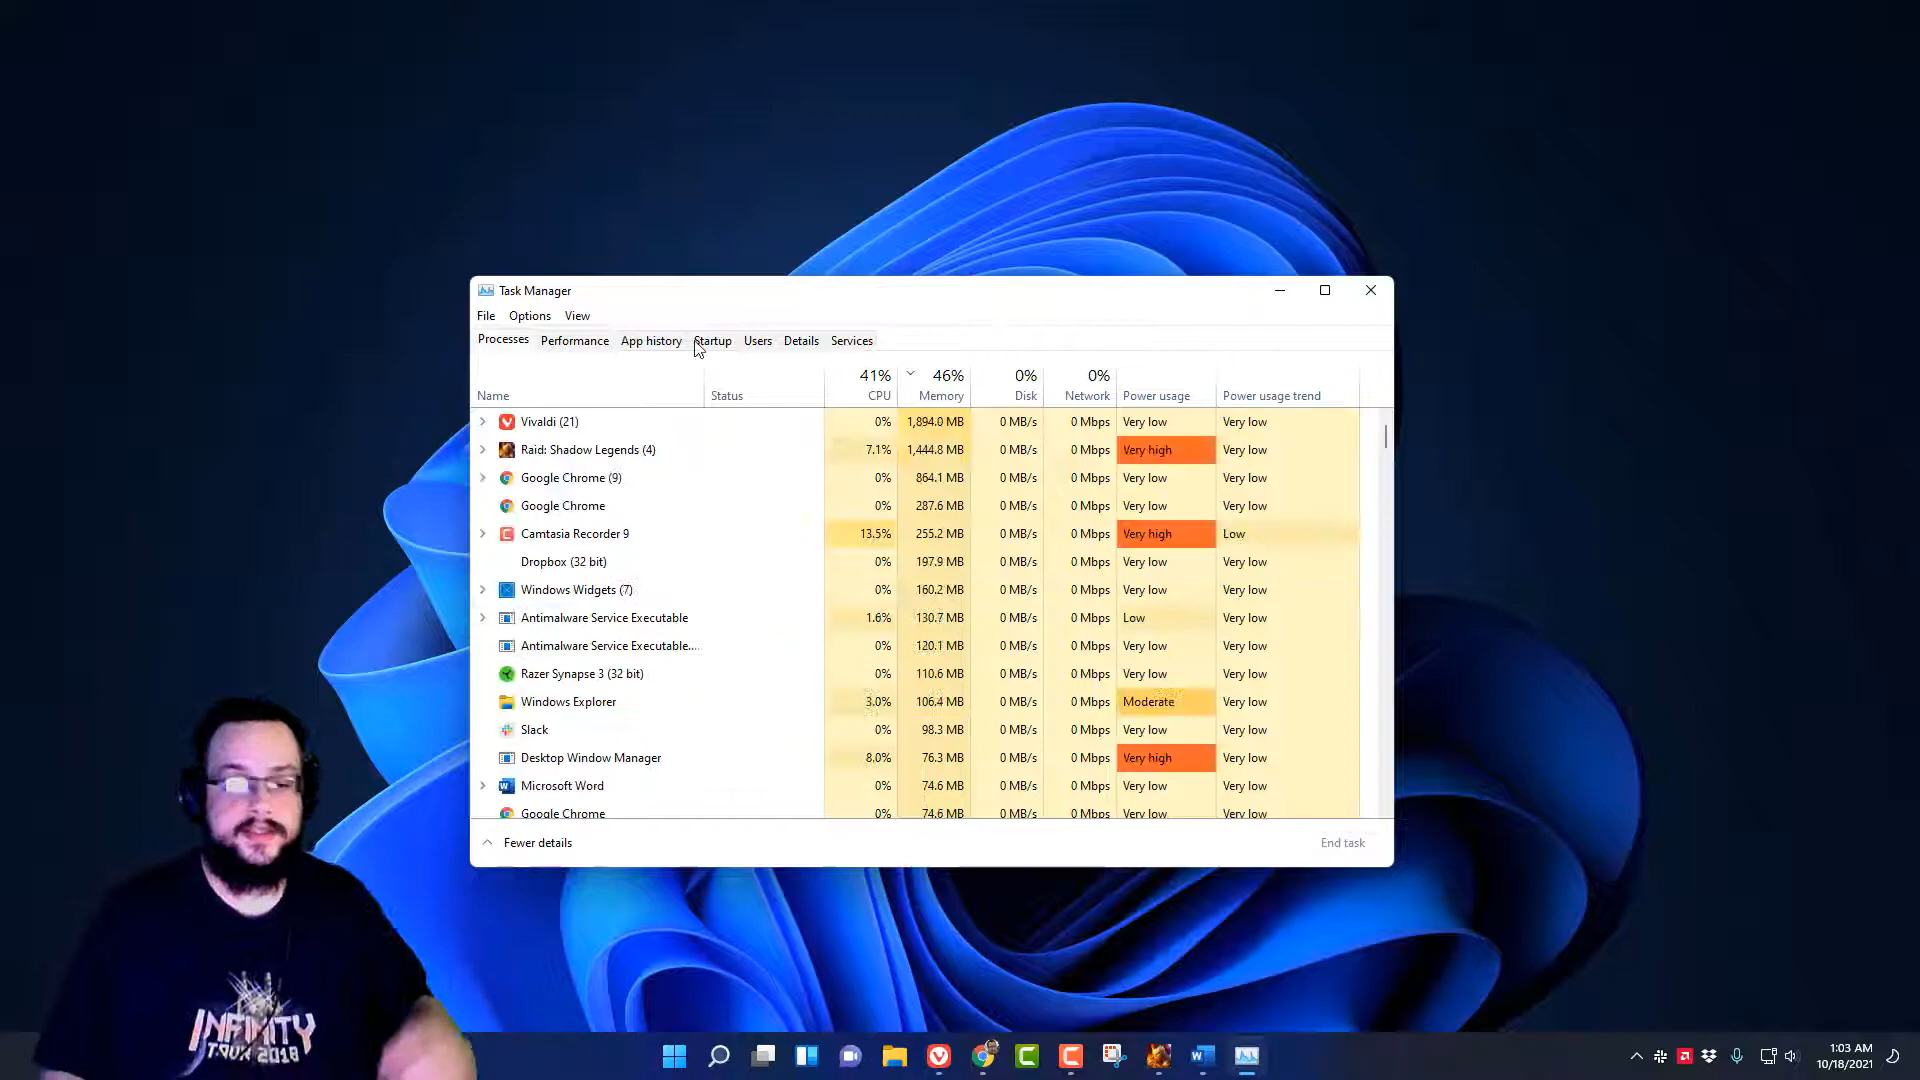 Task Manager
File Options View
Processes Performance App history Startup Users Details Services
41% 46% 0% 0%
Name Status CPU Memory Disk Network Power usage Power usage trend
Vivaldi (21) 0% 1,894.0 MB 0 MB/s 0 Mbps Very low Very low
Raid: Shadow Legends (4) 7.1% 1,444.8 MB 0 MB/s 0 Mbps Very high Very low
Google Chrome (9) 0% 864.1 MB 0 MB/s 0 Mbps Very low Very low
Google Chrome 0% 287.6 MB 0 MB/s 0 Mbps Very low Very low
Camtasia Recorder 9 13.5% 255.2 MB 0 MB/s 0 Mbps Very high Low
Dropbox (32 bit) 0% 197.9 MB 0 MB/s 0 Mbps Very low Very low
Windows Widgets (7) 0% 160.2 MB 0 MB/s 0 Mbps Very low Very low
Antimalware Service Executable 1.6% 130.7 MB 0 MB/s 0 Mbps Low Very low
Antimalware Service Executable... 0% 120.1 MB 0 MB/s 0 Mbps Very low Very low
Razer Synapse 3 (32 bit) 0% 110.6 MB 0 MB/s 0 Mbps Very low Very low
Windows Explorer 3.0% 106.4 MB 0 MB/s 0 Mbps Moderate Very low
Slack 0% 98.3 MB 0 MB/s 0 Mbps Very low Very low
Desktop Window Manager 8.0% 76.3 MB 0 MB/s 0 Mbps Very high Very low
Microsoft Word 0% 74.6 MB 0 MB/s 0 Mbps Very low Very low
Google Chrome 0% 74.6 MB 0 MB/s 0 Mbps Very low Very low
Fewer details End task
INFINITY
TOUR 2018
1:03 AM
10/18/2021